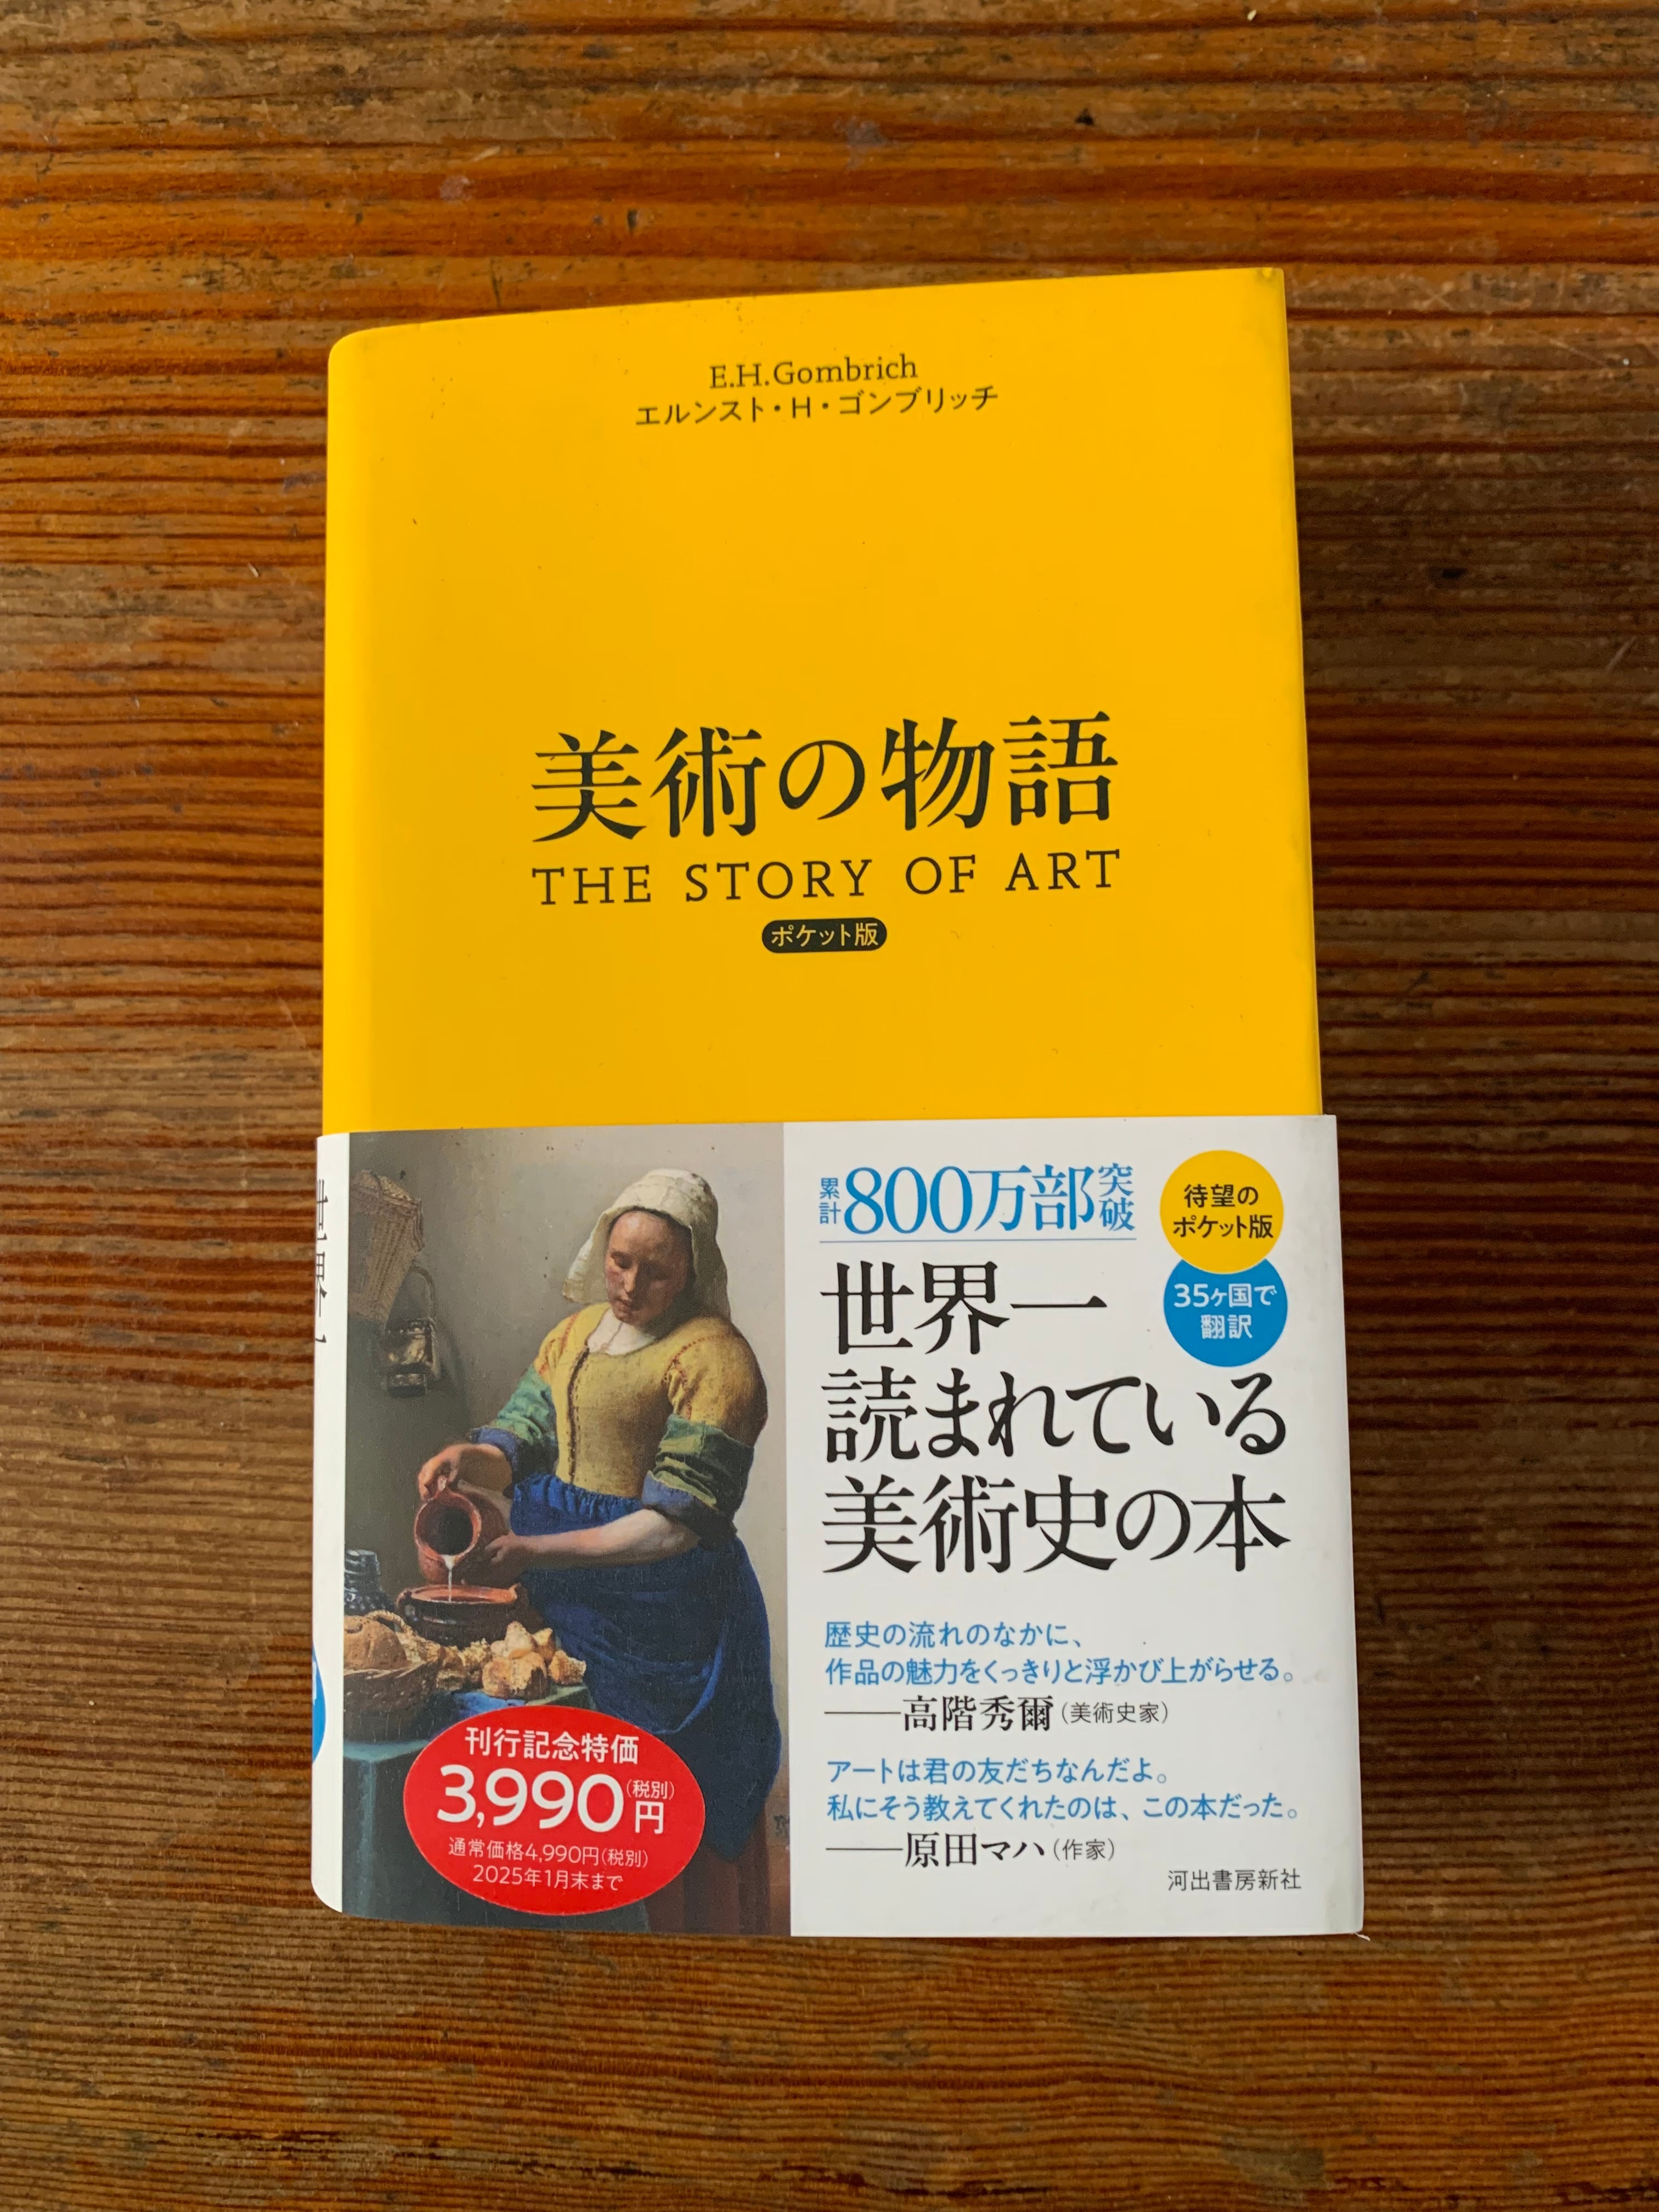 E.H.Gombrich
エルンスト・H・ゴンブリッチ
美術の物語
THE STORY OF ART
ポケット版
累計800万部突破
待望の
ポケット版
35ヶ国で
翻訳
世界一
読まれている
美術史の本
歴史の流れのなかに、
作品の魅力をくっきりと浮かび上がらせる。
——高階秀爾（美術史家）
アートは君の友だちなんだよ。
私にそう教えてくれたのは、この本だった。
——原田マハ（作家）
河出書房新社
刊行記念特価
3,990円（税別）
通常価格4,990円（税別）
2025年1月末まで
世界